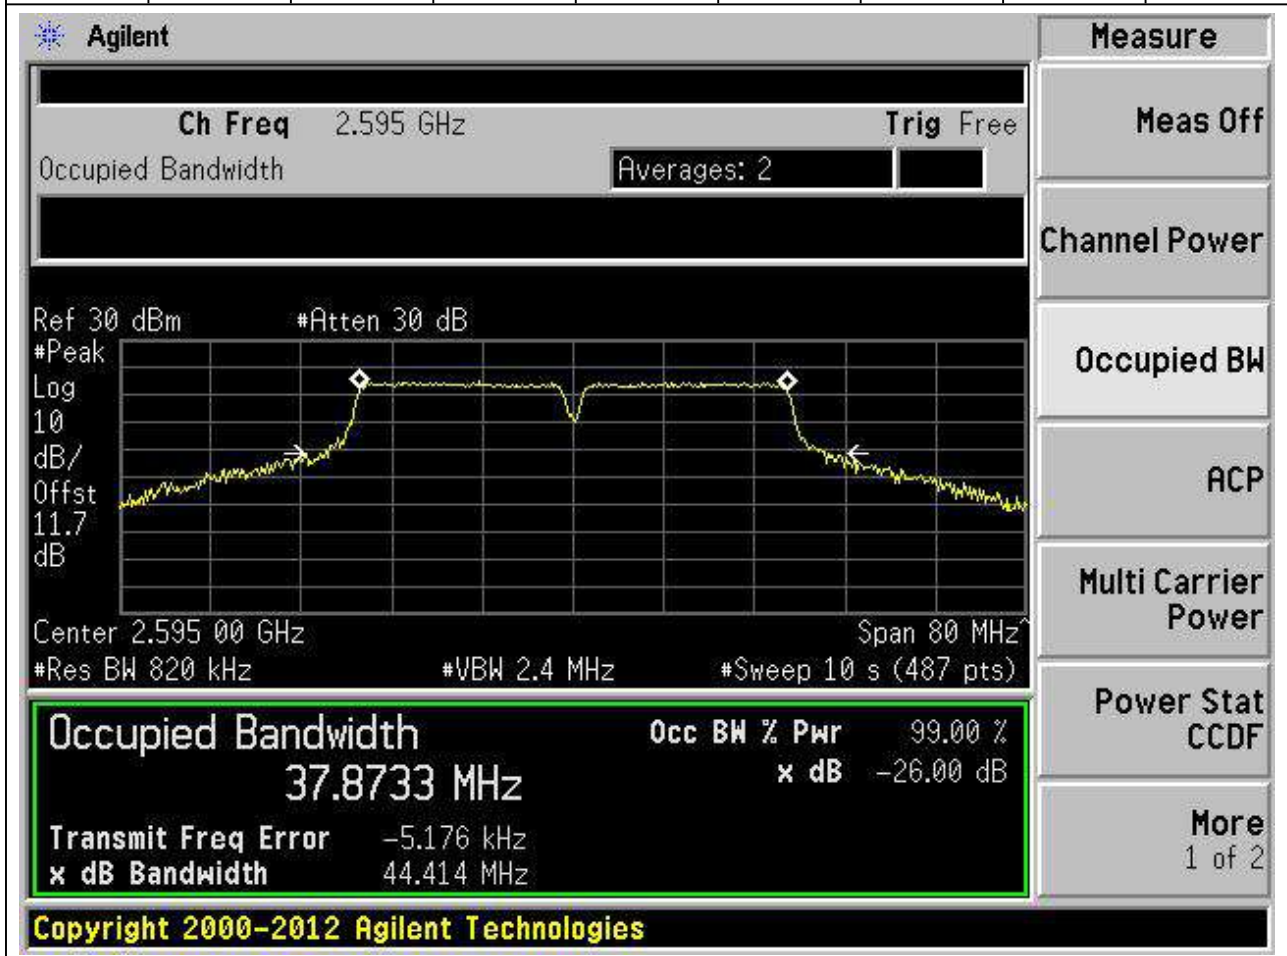 Agilent
Measure
Ch Freq 2.595 GHz Trig Free
Meas Off
Occupied Bandwidth Averages: 2
Channel Power
Ref 30 dBm #Atten 30 dB
#Peak
Log
10
dB/
Offst
11.7
dB
Occupied BW
ACP
Center 2.595 00 GHz Span 80 MHz^
#Res BW 820 kHz #VBW 2.4 MHz #Sweep 10 s (487 pts)
Multi Carrier
Power
Occupied Bandwidth Occ BW % Pwr 99.00 %
37.8733 MHz x dB -26.00 dB
Transmit Freq Error -5.176 kHz
x dB Bandwidth 44.414 MHz
Power Stat
CCDF
More
1 of 2
Copyright 2000-2012 Agilent Technologies